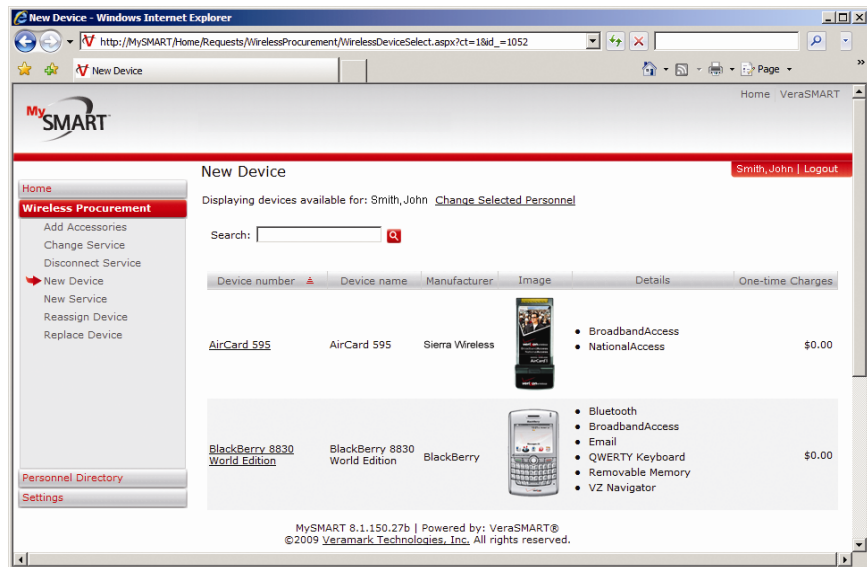 New Device - Windows Internet Explorer
http://MySMART/Home/Requests/WirelessProcurement/WirelessDeviceSelect.aspx?ct=1&id_=1052
New Device
Page
Home VeraSMART
My SMART
Smith, John | Logout
Home
Wireless Procurement
Add Accessories
Change Service
Disconnect Service
New Device
New Service
Reassign Device
Replace Device
Personnel Directory
Settings
New Device
Displaying devices available for: Smith, John Change Selected Personnel
Search:
Device number Device name Manufacturer Image Details One-time Charges
AirCard 595 AirCard 595 Sierra Wireless
• BroadbandAccess
• NationalAccess
$0.00
BlackBerry 8830 World Edition
BlackBerry 8830 World Edition
BlackBerry
• Bluetooth
• BroadbandAccess
• Email
• QWERTY Keyboard
• Removable Memory
• VZ Navigator
$0.00
MySMART 8.1.150.27b | Powered by: VeraSMART®
©2009 Veramark Technologies, Inc. All rights reserved.